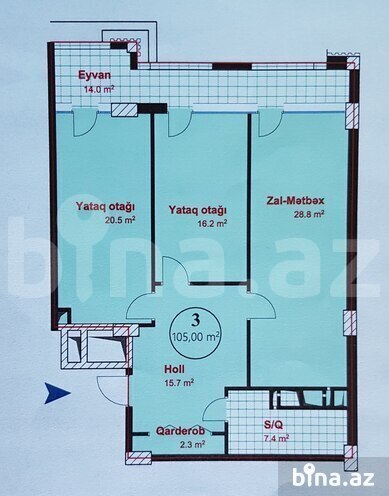 Eyvan
14.0 m²
Yataq otağı
20.5 m²
Yataq otağı
16.2 m²
Zal-Mətbəx
28.8 m²
bina.az
3
105,00 m²
Holl
15.7 m²
S/Q
7.4 m²
Qarderob
2.3 m²
bina.az